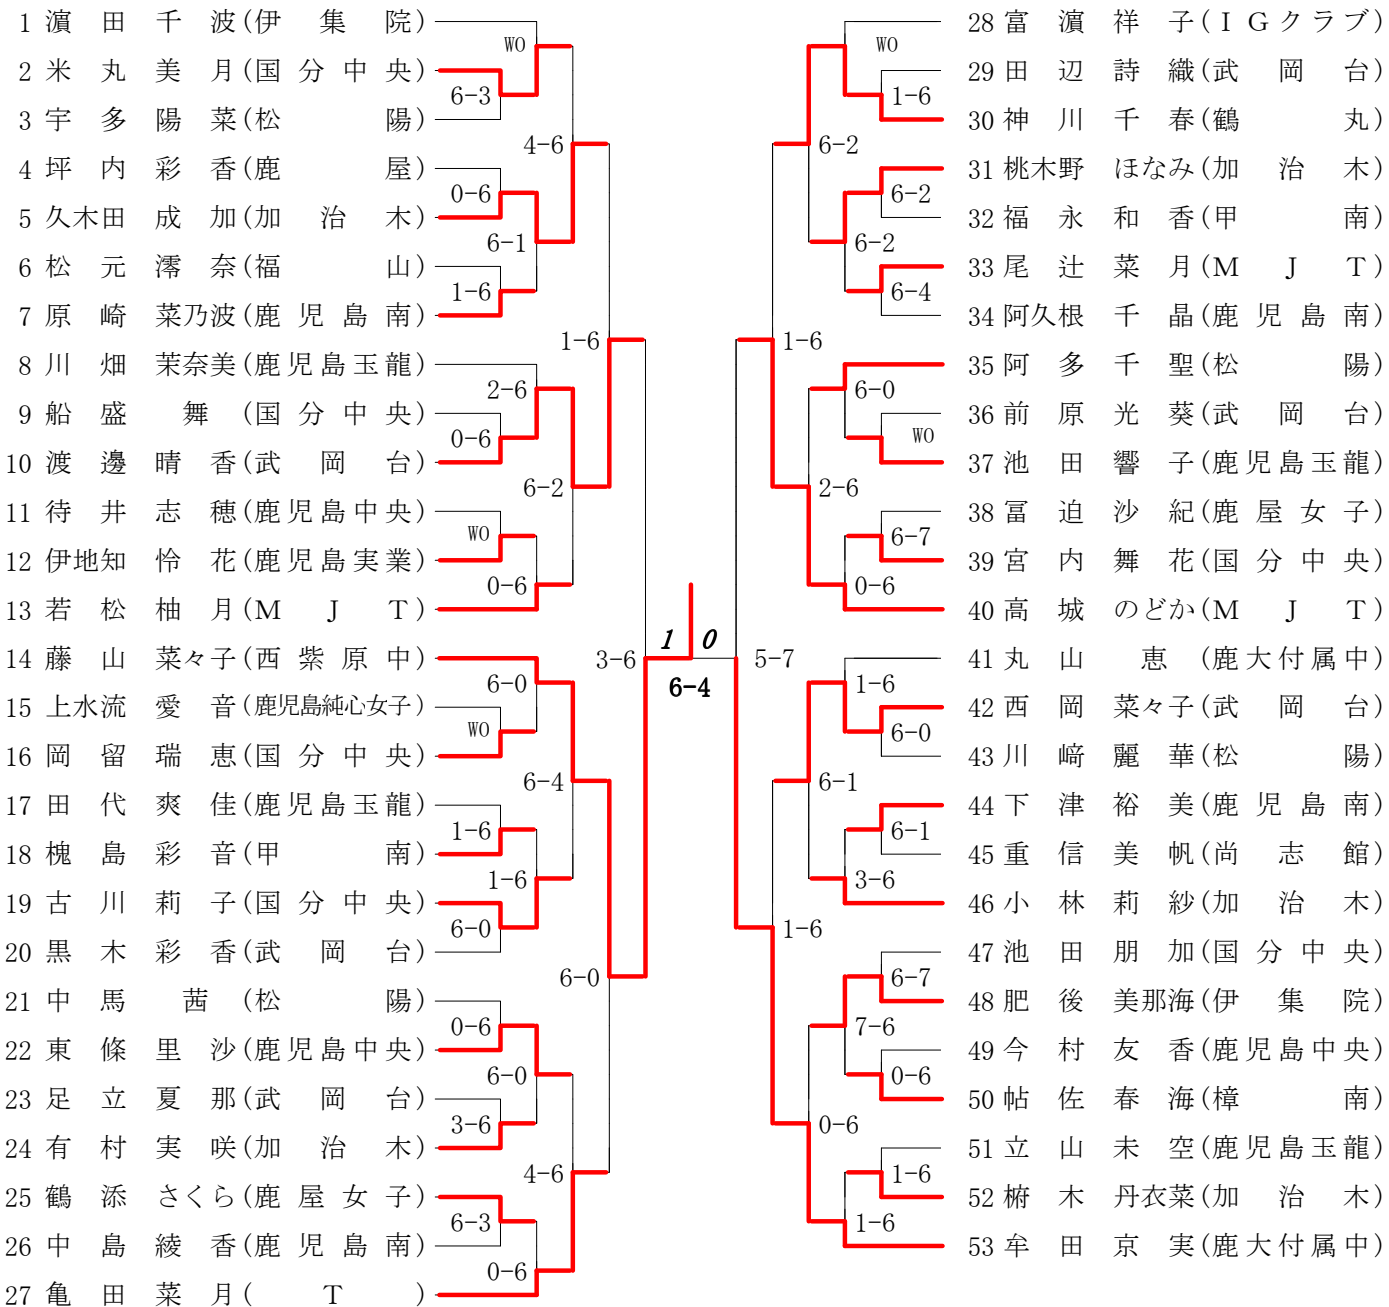 1 濵田 千波 (伊集院)
WO
2 米丸 美月 (国分中央)
6-3
3 宇多 陽菜 (松陽)
4-6
4 坪内 彩香 (鹿屋)
0-6
5 久木田 成加 (加治木)
6-1
6 松元 澪奈 (福山)
1-6
7 原崎 菜乃波 (鹿児島南)
1-6
8 川畑 茉奈美 (鹿児島玉龍)
2-6
9 船盛 舞 (国分中央)
0-6
10 渡邊 晴香 (武岡台)
6-2
11 待井 志穂 (鹿児島中央)
WO
12 伊地知 怜花 (鹿児島実業)
0-6
13 若松 柚月 (MJT)
3-6
14 藤山 菜々子 (西紫原中)
6-0
15 上水流 愛音 (鹿児島純心女子)
WO
16 岡留 瑞恵 (国分中央)
6-4
17 田代 爽佳 (鹿児島玉龍)
1-6
18 槐島 彩音 (甲南)
1-6
19 古川 莉子 (国分中央)
6-0
20 黒木 彩香 (武岡台)
6-0
21 中馬 茜 (松陽)
0-6
22 東條 里沙 (鹿児島中央)
6-0
23 足立 夏那 (武岡台)
3-6
24 有村 実咲 (加治木)
4-6
25 鶴添 さくら (鹿屋女子)
6-3
26 中島 綾香 (鹿児島南)
0-6
27 亀田 菜月 (T)
1 0
6-4
28 富濵 祥子 (IGクラブ)
WO
29 田辺 詩織 (武岡台)
1-6
30 神川 千春 (鶴丸)
6-2
31 桃木野 ほなみ (加治木)
6-2
32 福永 和香 (甲南)
6-2
33 尾辻 菜月 (MJT)
6-4
34 阿久根 千晶 (鹿児島南)
1-6
35 阿多 千聖 (松陽)
6-0
36 前原 光葵 (武岡台)
WO
37 池田 響子 (鹿児島玉龍)
2-6
38 冨迫 沙紀 (鹿屋女子)
6-7
39 宮内 舞花 (国分中央)
0-6
40 高城 のどか (MJT)
5-7
41 丸山 恵 (鹿大付属中)
1-6
42 西岡 菜々子 (武岡台)
6-0
43 川﨑 麗華 (松陽)
6-1
44 下津 裕美 (鹿児島南)
6-1
45 重信 美帆 (尚志館)
3-6
46 小林 莉紗 (加治木)
1-6
47 池田 朋加 (国分中央)
6-7
48 肥後 美那海 (伊集院)
7-6
49 今村 友香 (鹿児島中央)
0-6
50 帖佐 春海 (樟南)
0-6
51 立山 未空 (鹿児島玉龍)
1-6
52 椨木 丹衣菜 (加治木)
1-6
53 牟田 京実 (鹿大付属中)